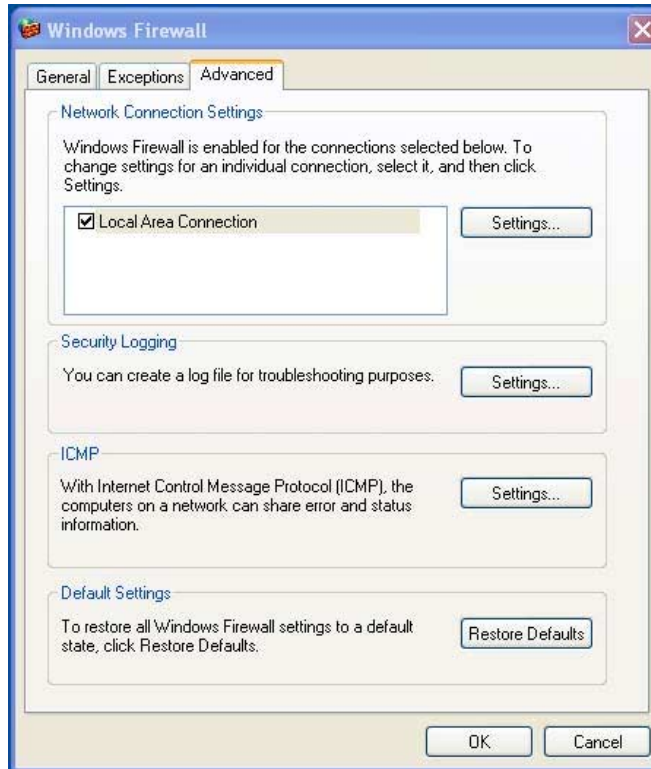 Windows Firewall
General
Exceptions
Advanced
Network Connection Settings
Windows Firewall is enabled for the connections selected below. To
change settings for an individual connection, select it, and then click
Settings.
Local Area Connection
Settings...
Security Logging
You can create a log file for troubleshooting purposes.
Settings...
ICMP
With Internet Control Message Protocol (ICMP), the
computers on a network can share error and status
information.
Settings...
Default Settings
To restore all Windows Firewall settings to a default
state, click Restore Defaults.
Restore Defaults
OK
Cancel